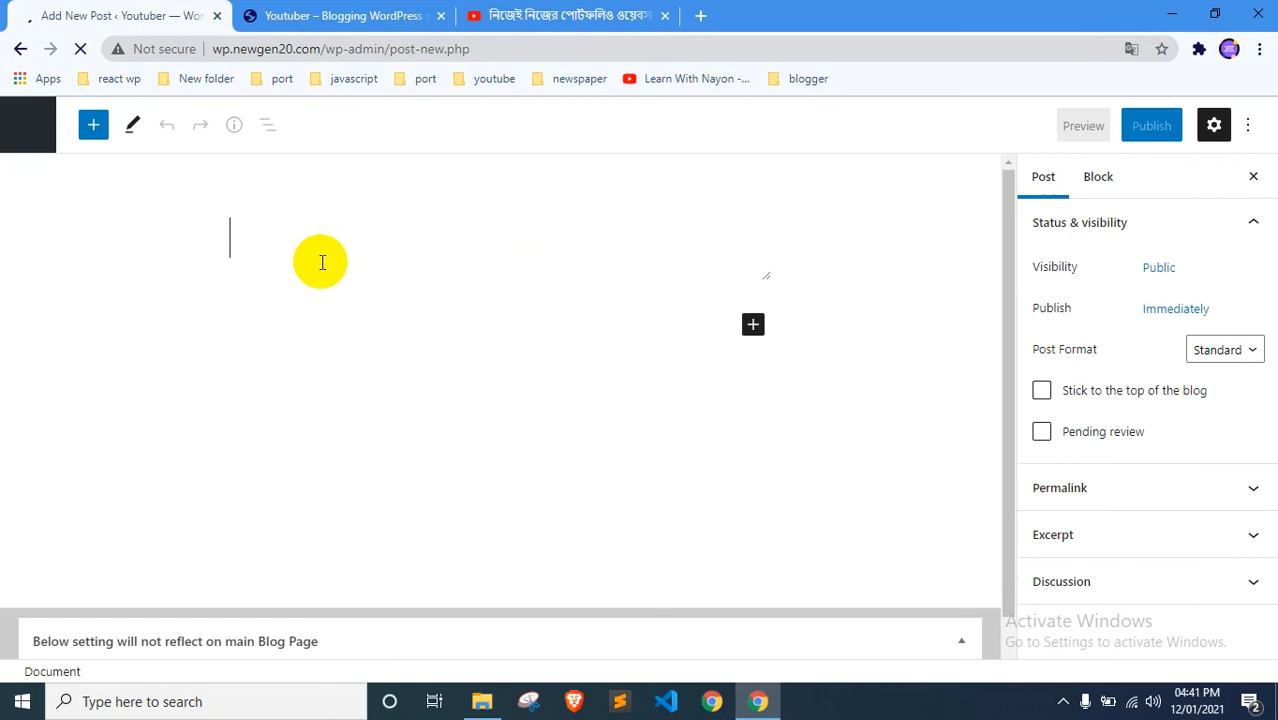 Add New Post ‹ Youtuber — Wor
Youtuber – Blogging WordPress
নিজেই নিজের পোর্টফলিও ওয়েবস
Not secure
wp.newgen20.com/wp-admin/post-new.php
Apps
react wp
New folder
port
javascript
port
youtube
newspaper
Learn With Nayon -...
blogger
Preview
Publish
Post
Block
Status & visibility
Visibility
Public
Publish
Immediately
Post Format
Standard
Stick to the top of the blog
Pending review
Permalink
Excerpt
Discussion
Activate Windows
Go to Settings to activate Windows.
Below setting will not reflect on main Blog Page
Document
Type here to search
04:41 PM
12/01/2021
2